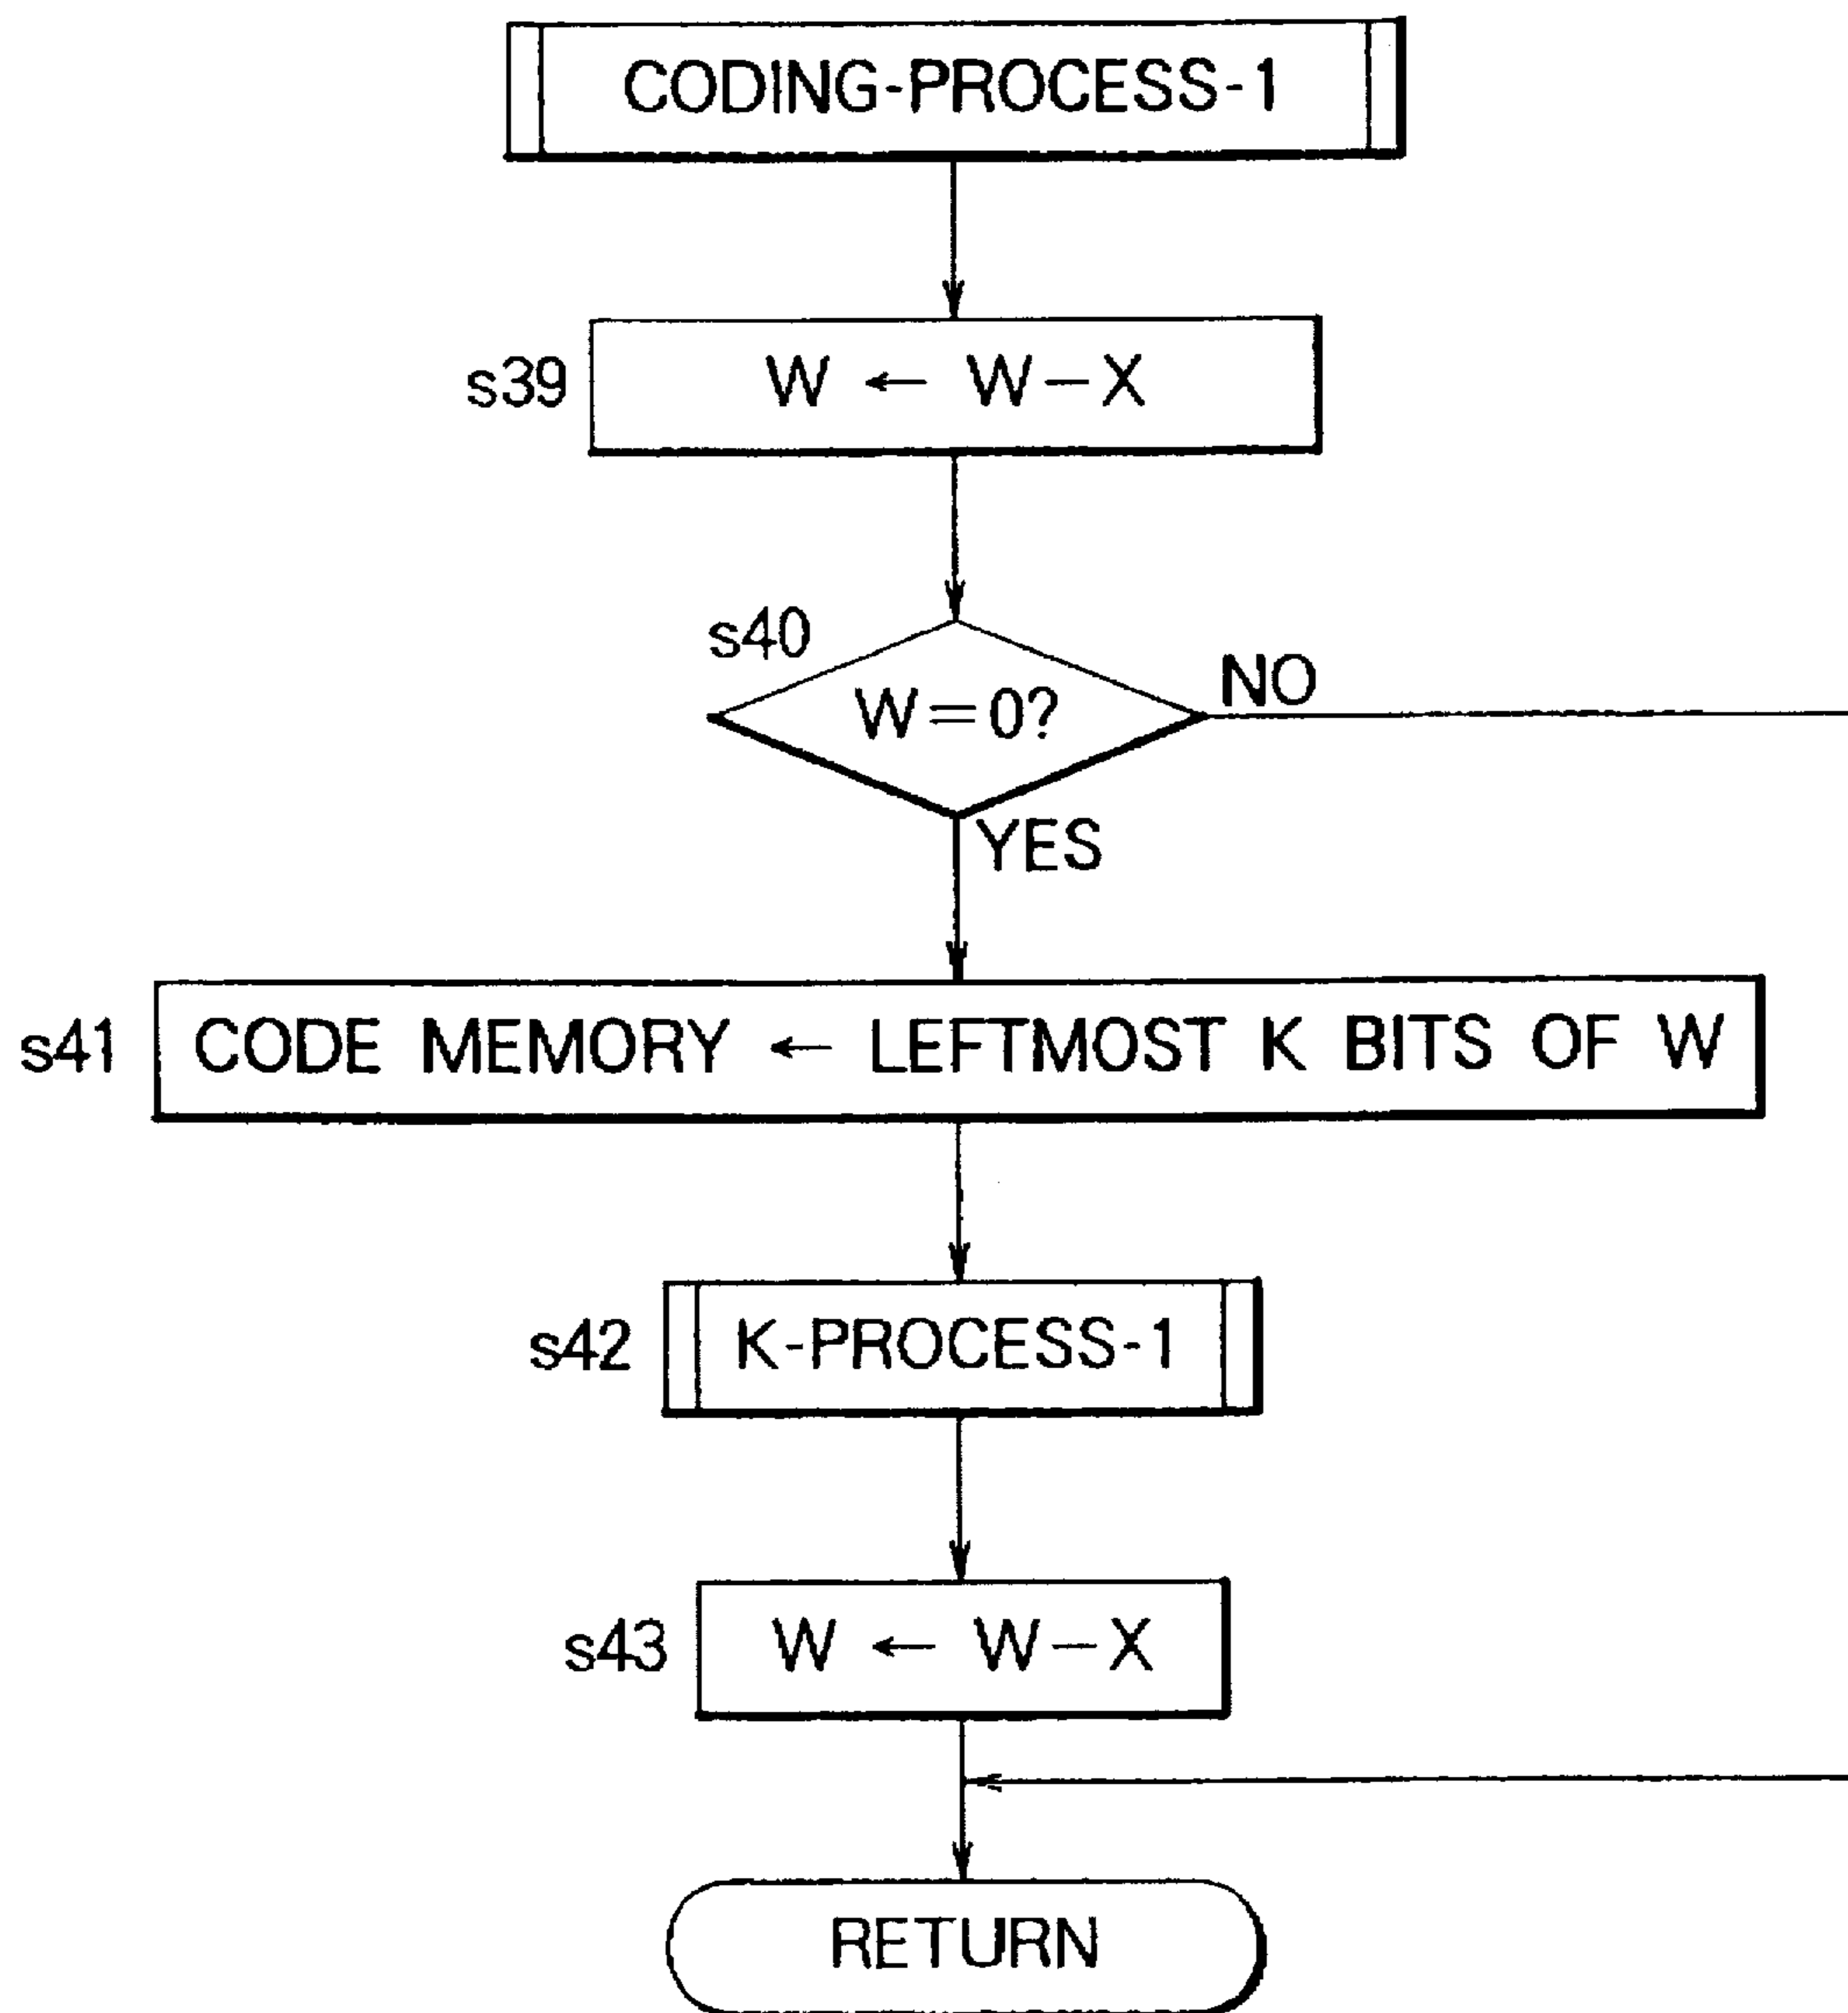 CODING-PROCESS-1
s39
W ← W－X
s40
W＝0?
NO
YES
s41
CODE MEMORY ← LEFTMOST K BITS OF W
s42
K-PROCESS-1
s43
W ← W－X
RETURN